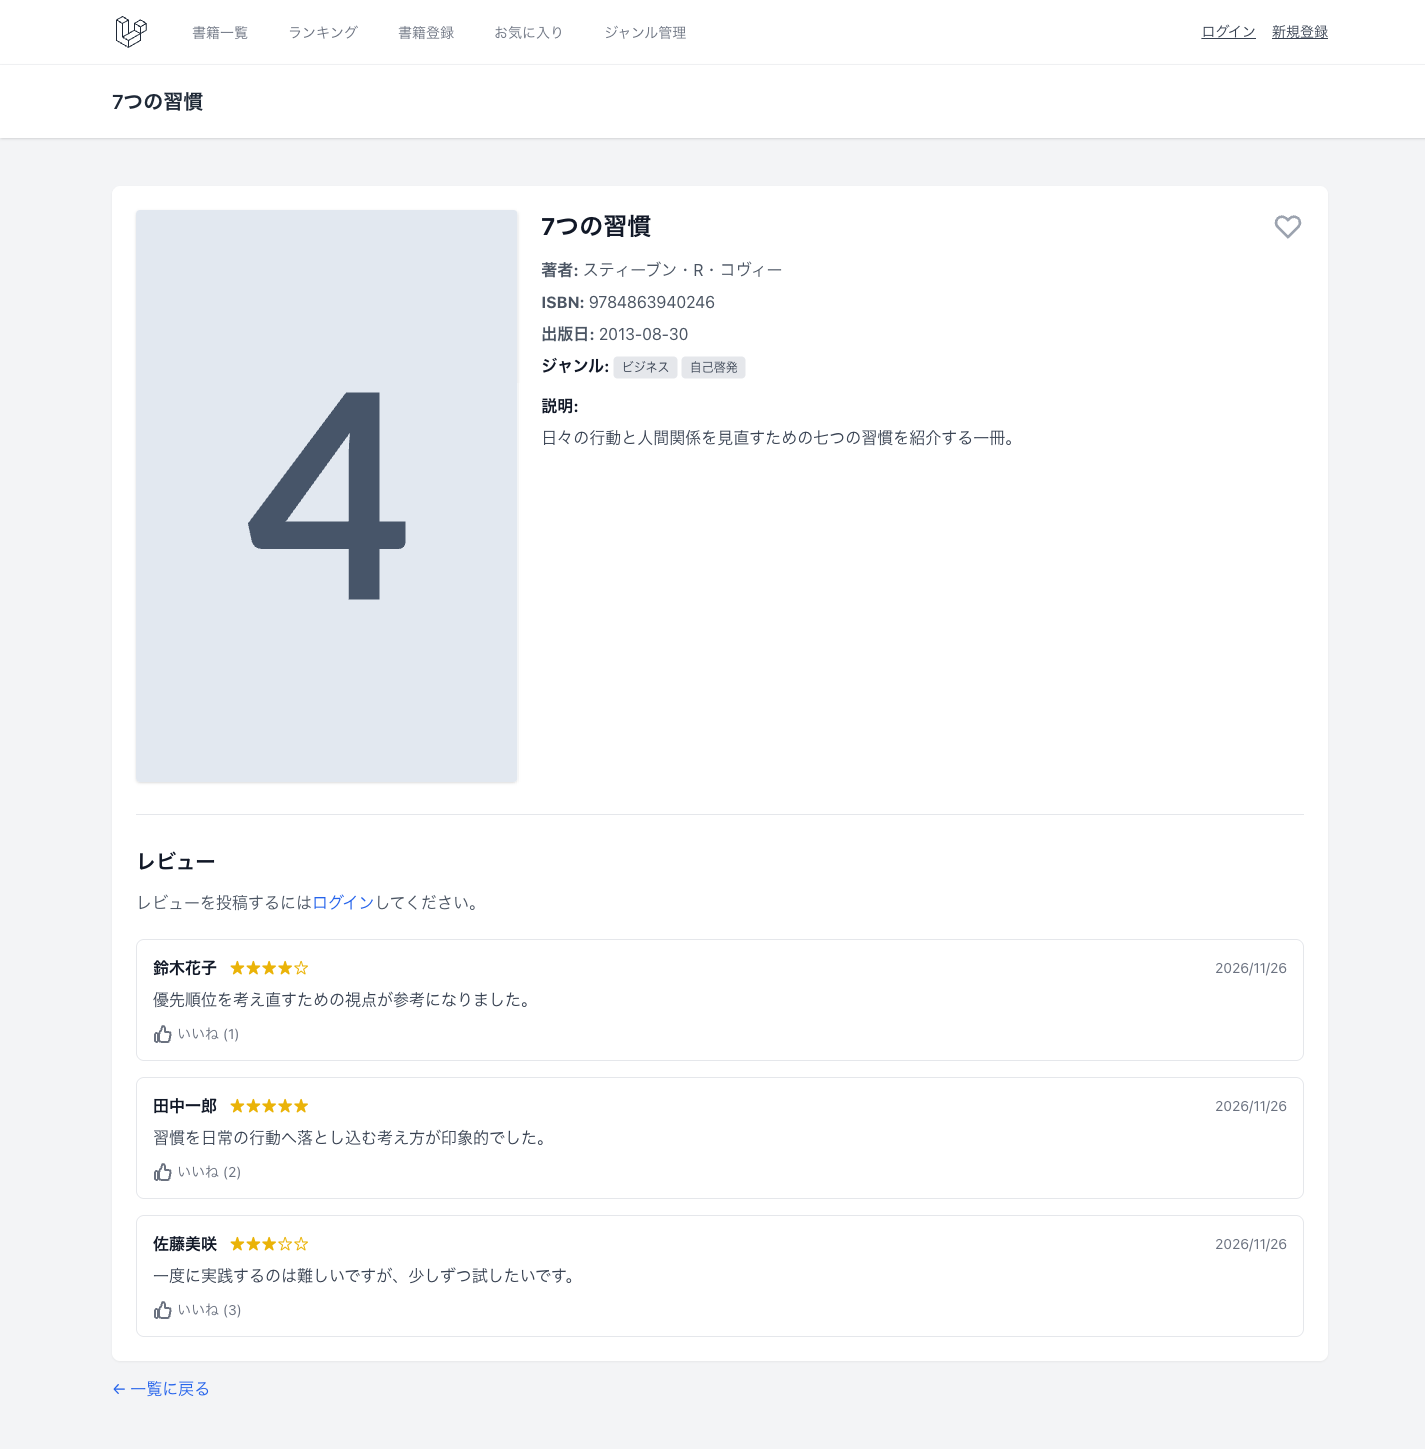 書籍一覧 ランキング 書籍登録 お気に入り ジャンル管理 ログイン 新規登録
7つの習慣
4
7つの習慣
著者: スティーブン・R・コヴィー
ISBN: 9784863940246
出版日: 2013-08-30
ジャンル: ビジネス 自己啓発
説明:
日々の行動と人間関係を見直すための七つの習慣を紹介する一冊。
レビュー
レビューを投稿するにはログインしてください。
鈴木花子 ★★★★☆ 2026/11/26
優先順位を考え直すための視点が参考になりました。
いいね (1)
田中一郎 ★★★★★ 2026/11/26
習慣を日常の行動へ落とし込む考え方が印象的でした。
いいね (2)
佐藤美咲 ★★★☆☆ 2026/11/26
一度に実践するのは難しいですが、少しずつ試したいです。
いいね (3)
← 一覧に戻る